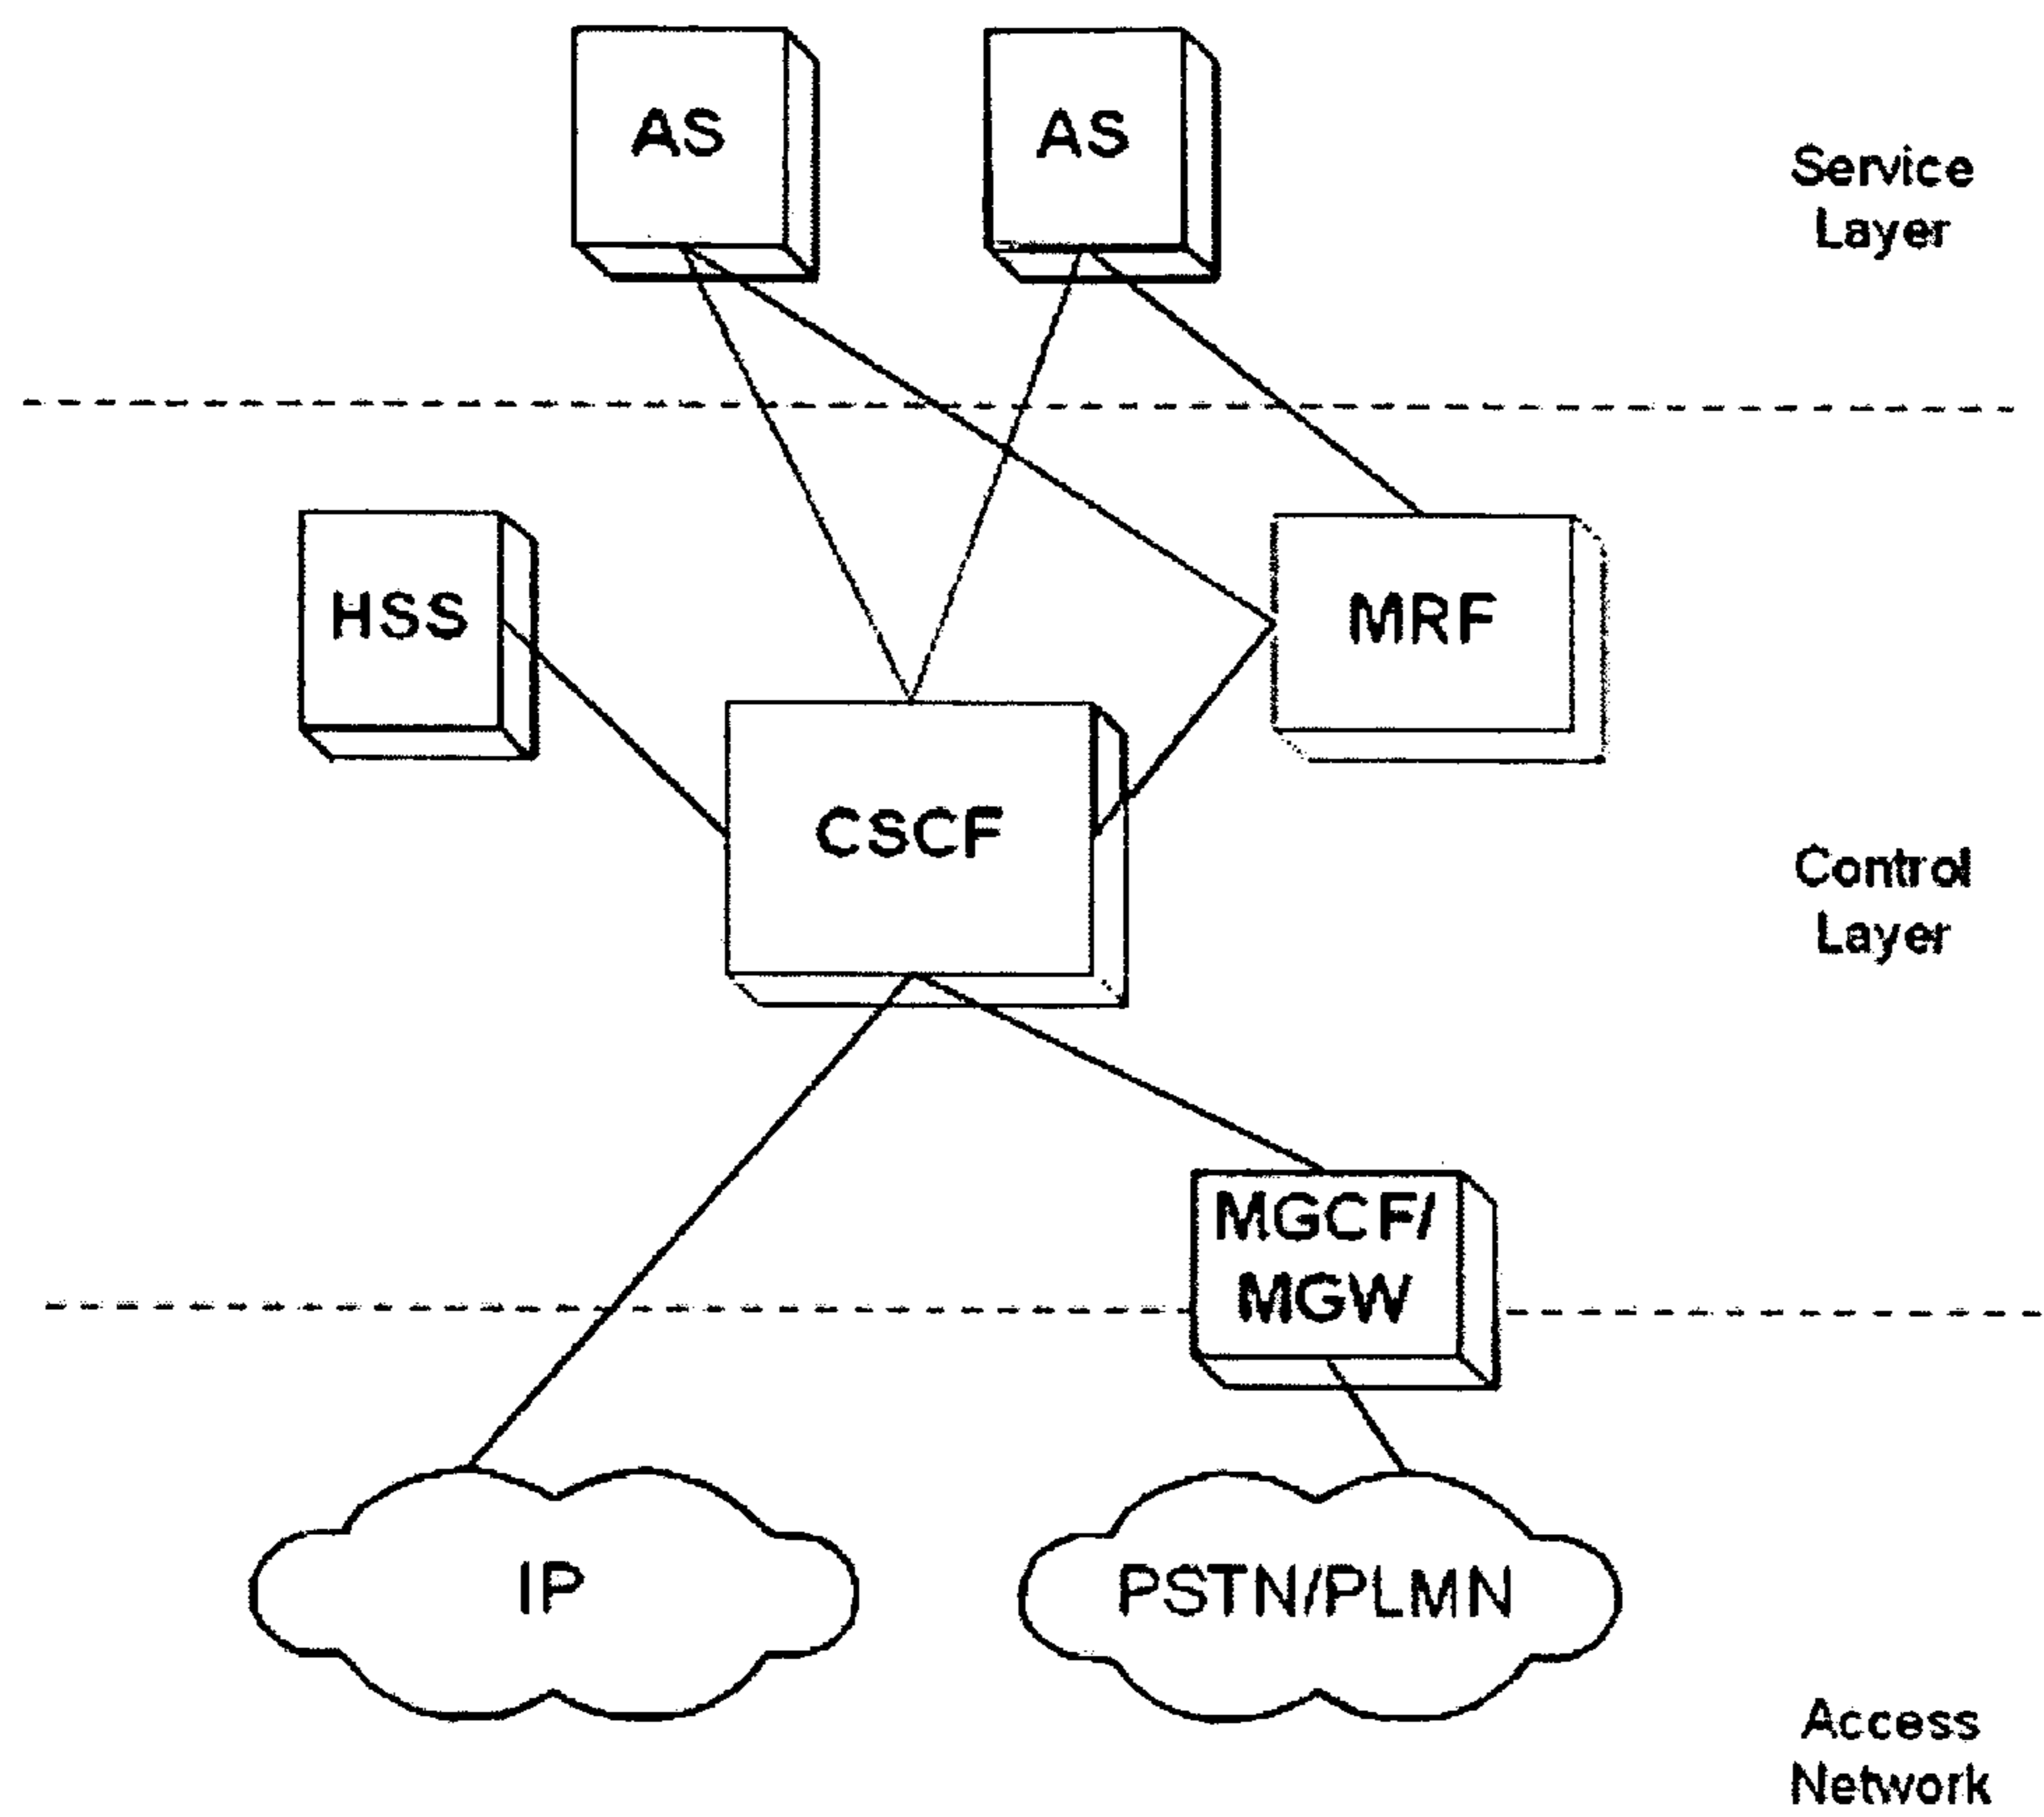 AS
AS
Service
Layer
HSS
MRF
CSCF
Control
Layer
MGCF/
MGW
IP
PSTN/PLMN
Access
Network